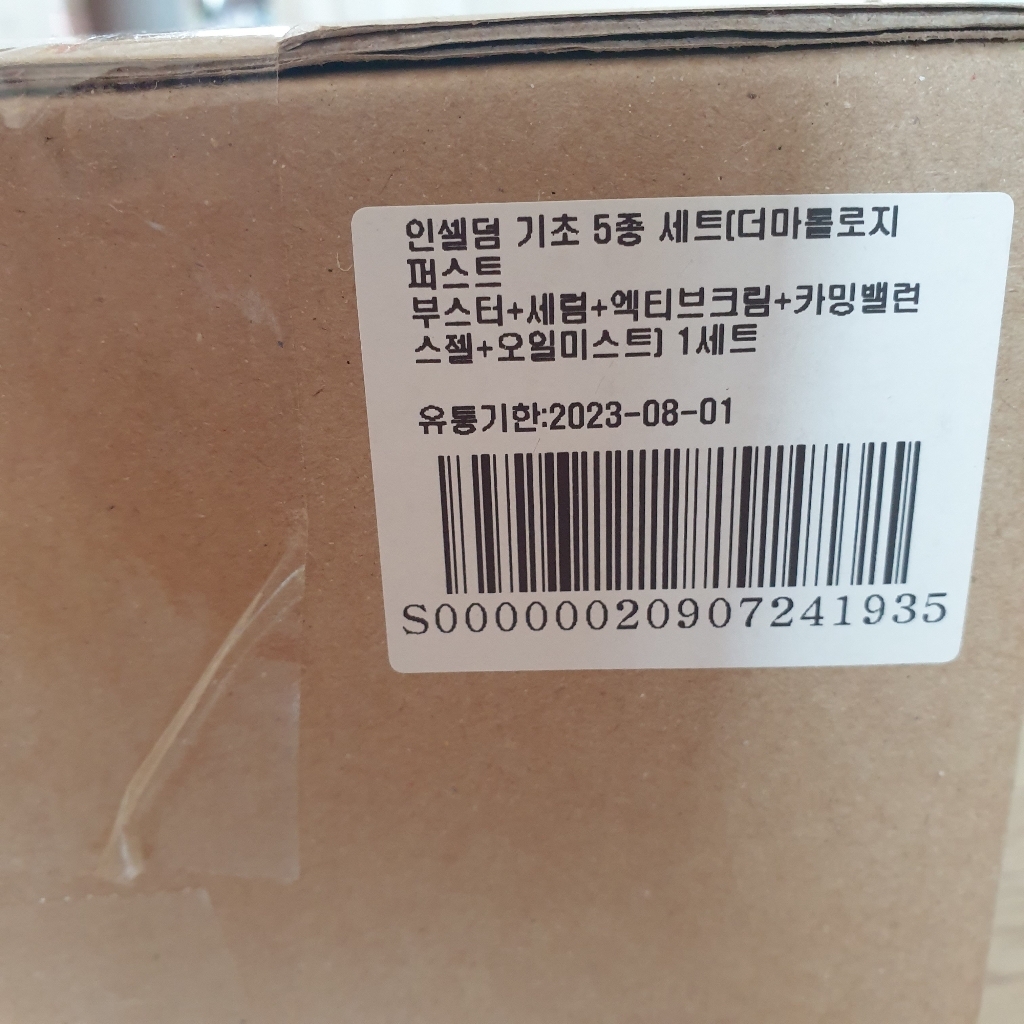 인셀덤 기초 5종 세트(더마톨로지
퍼스트
부스터+세럼+엑티브크림+카밍밸런
스젤+오일미스트) 1세트
유통기한:2023-08-01
S00000020907241935